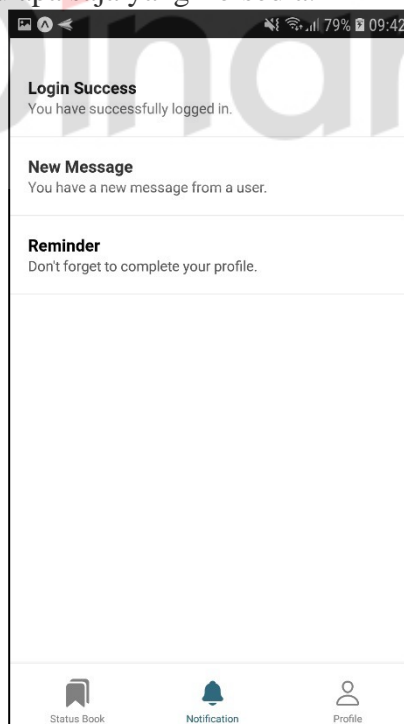 79% 09:42
Login Success
You have successfully logged in.
New Message
You have a new message from a user.
Reminder
Don't forget to complete your profile.
Status Book Notification Profile